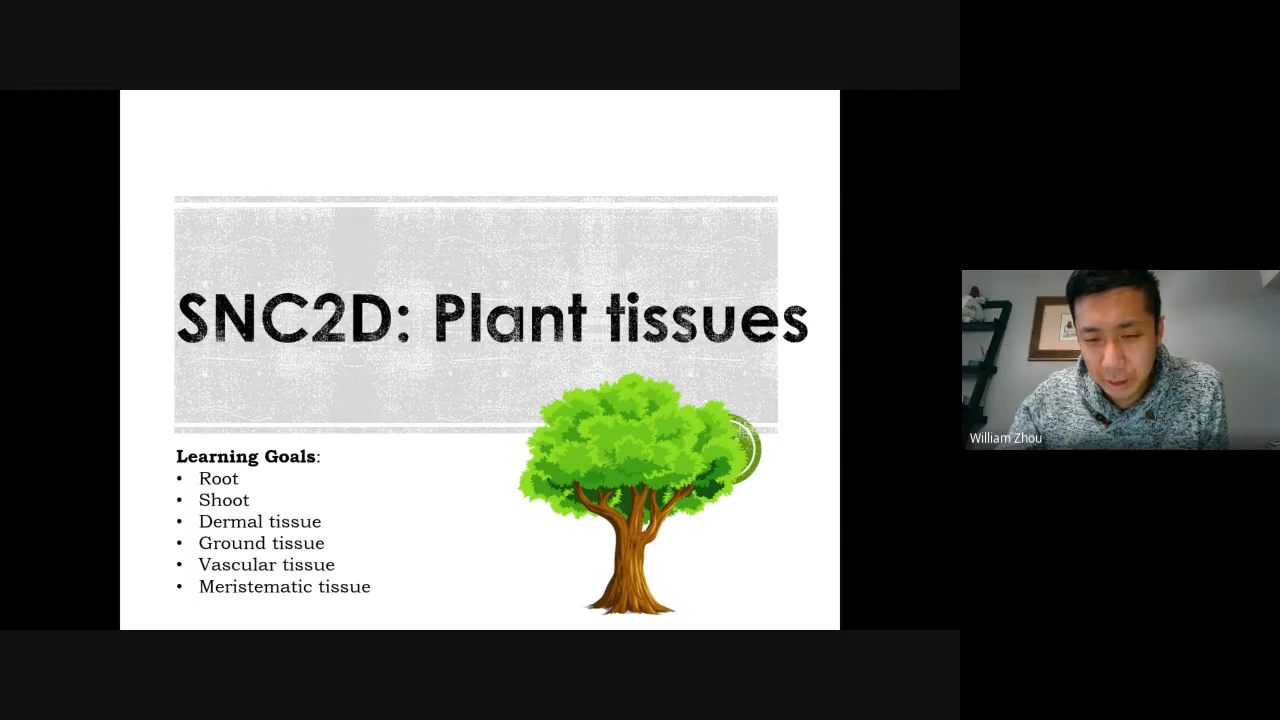 SNC2D: Plant tissues
Learning Goals:
• Root
• Shoot
• Dermal tissue
• Ground tissue
• Vascular tissue
• Meristematic tissue
William Zhou